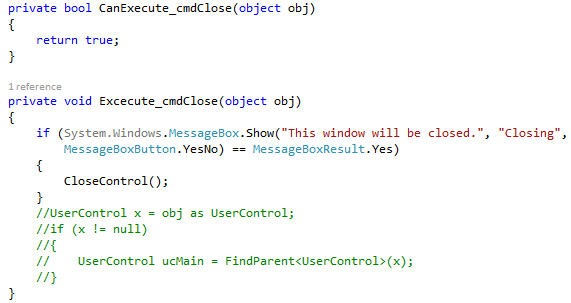 private bool CanExecute_cmdClose(object obj)
{
    return true;
}
1 reference
private void Excecute_cmdClose(object obj)
{
    if (System.Windows.MessageBox.Show("This window will be closed.", "Closing",
        MessageBoxButton.YesNo) == MessageBoxResult.Yes)
    {
        CloseControl();
    }
    //UserControl x = obj as UserControl;
    //if (x != null)
    //{
    //    UserControl ucMain = FindParent<UserControl>(x);
    //}
}